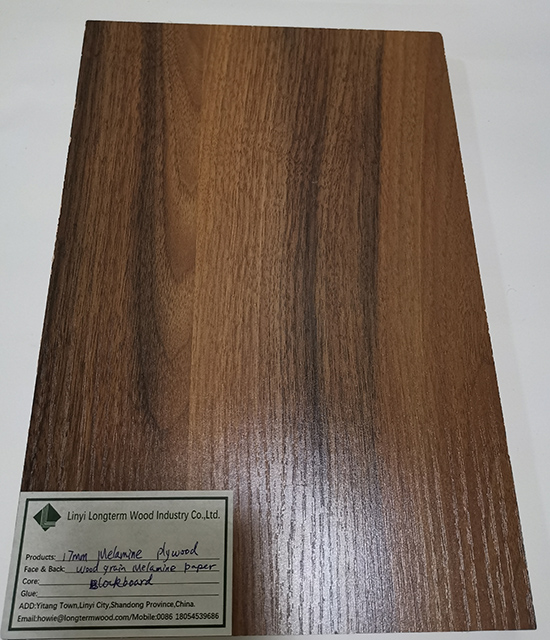 Linyi Longterm Wood Industry Co.,Ltd.
Products: 17mm Melamine plywood
Face & Back: wood grain Melamine paper
Core: Blockboard
Glue:
ADD:Yitang Town,Linyi City,Shandong Province,China.
Email:howie@longtermwood.com/Mobile:0086 18054539686